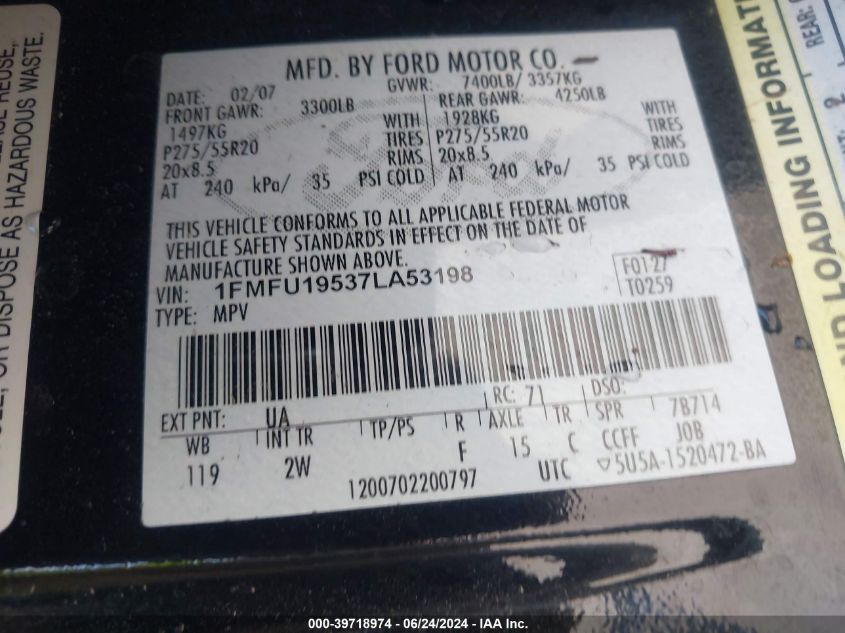 MFD. BY FORD MOTOR CO.
DATE: 02/07 GVWR: 7400LB/ 3357KG
FRONT GAWR: 3300LB REAR GAWR: 4250LB
1497KG WITH 1928KG WITH
P275/55R20 TIRES P275/55R20 TIRES
20x8.5 RIMS 20x8.5 RIMS
AT 240 kPa/ 35 PSI COLD AT 240 kPa/ 35 PSI COLD
THIS VEHICLE CONFORMS TO ALL APPLICABLE FEDERAL MOTOR
VEHICLE SAFETY STANDARDS IN EFFECT ON THE DATE OF
MANUFACTURE SHOWN ABOVE.
VIN: 1FMFU19537LA53198 F0127
TYPE: MPV T0259
EXT PNT: UA RC: 71 DSO:
WB INT TR TP/PS R AXLE TR SPR 7B714
119 2W F 15 C CCFF JOB
1200702200797 UTC ▽5U5A-1520472-BA
REUSE,
OR DISPOSE AS HAZARDOUS WASTE.
ND LOADING INFORMATI
REAR:
2
000-39718974 / 06/24/2024 - IAA Inc.